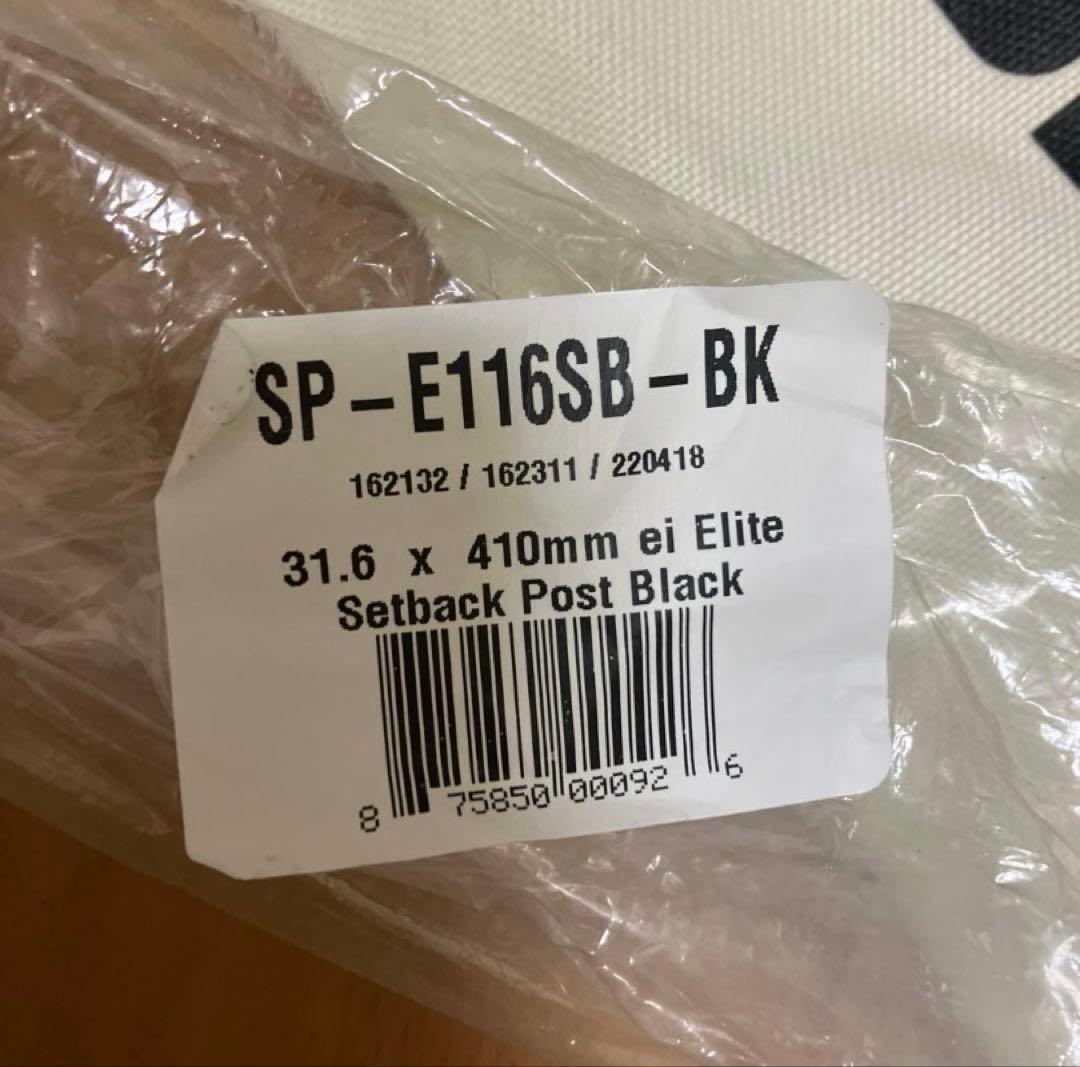 SP-E116SB-BK
162132 / 162311 / 220418
31.6 x 410mm ei Elite
Setback Post Black
8 75850 00092 6